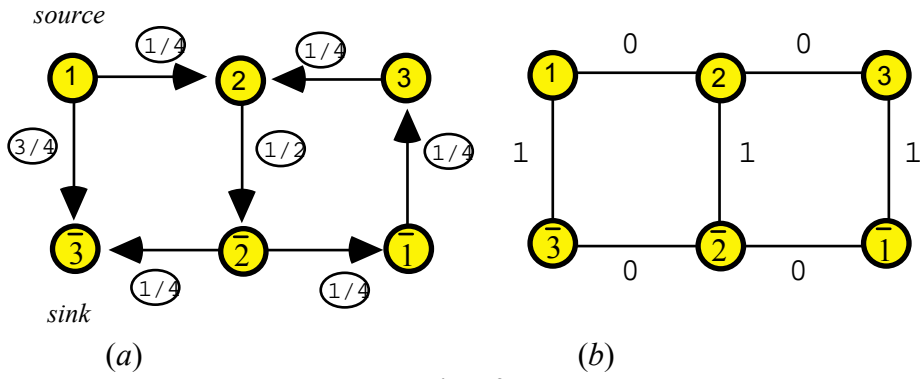 source
1/4 1/4 0 0
1 2 3 1 2 3
3/4 1/2 1/4 1 1 1
3̅ 2̅ 1̅ 3̅ 2̅ 1̅
1/4 1/4 0 0
sink
(a) (b)